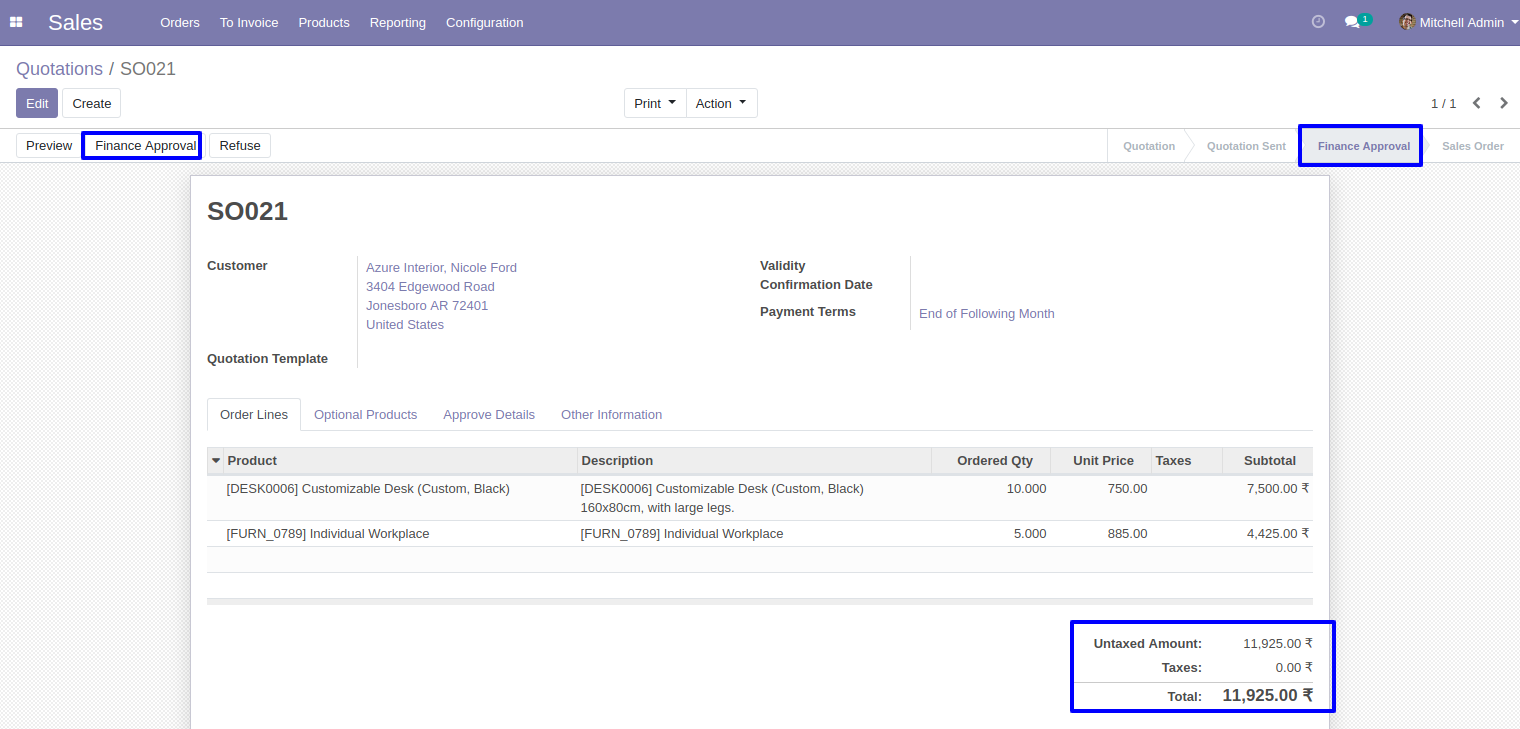 Sales Orders To Invoice Products Reporting Configuration 1 Mitchell Admin
Quotations / SO021
Edit Create Print Action 1 / 1
Preview Finance Approval Refuse Quotation Quotation Sent Finance Approval Sales Order
SO021
Customer
Azure Interior, Nicole Ford
3404 Edgewood Road
Jonesboro AR 72401
United States
Quotation Template
Validity
Confirmation Date
Payment Terms End of Following Month
Order Lines Optional Products Approve Details Other Information
Product Description Ordered Qty Unit Price Taxes Subtotal
[DESK0006] Customizable Desk (Custom, Black) [DESK0006] Customizable Desk (Custom, Black) 10.000 750.00 7,500.00 ₹
160x80cm, with large legs.
[FURN_0789] Individual Workplace [FURN_0789] Individual Workplace 5.000 885.00 4,425.00 ₹
Untaxed Amount: 11,925.00 ₹
Taxes: 0.00 ₹
Total: 11,925.00 ₹